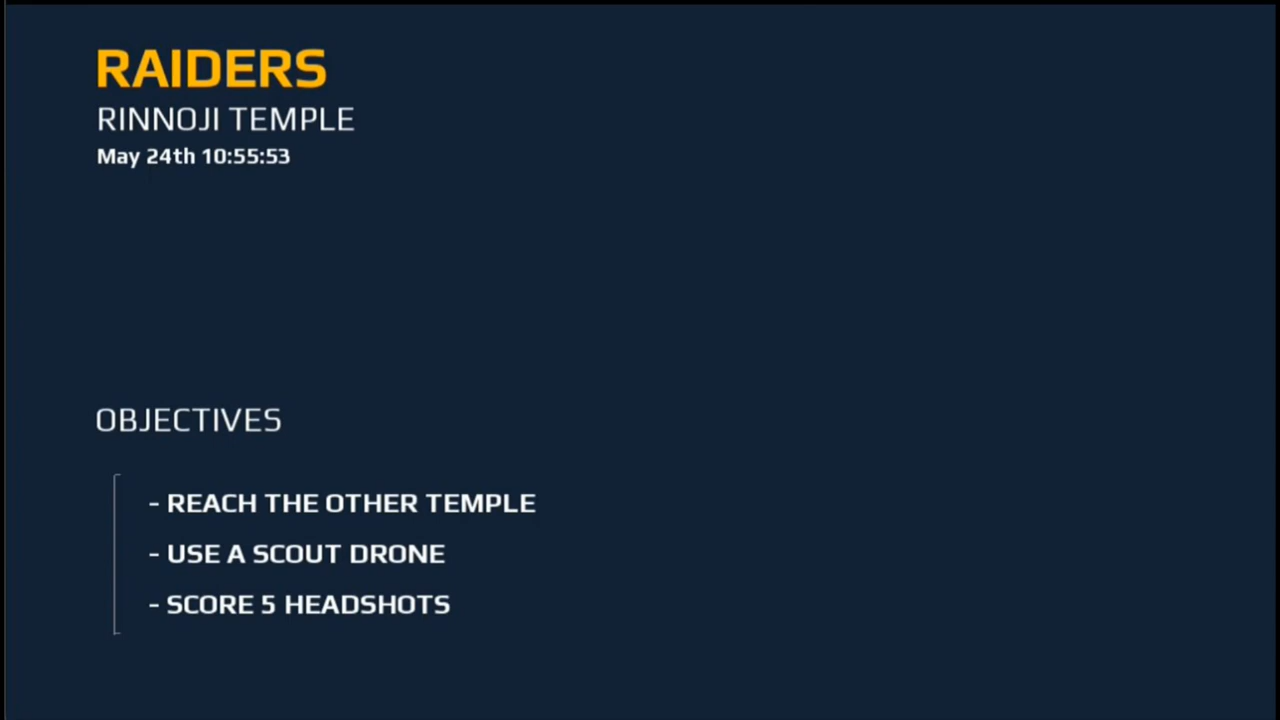 RAIDERS
RINNOJI TEMPLE
May 24th 10:55:53
OBJECTIVES
- REACH THE OTHER TEMPLE
- USE A SCOUT DRONE
- SCORE 5 HEADSHOTS